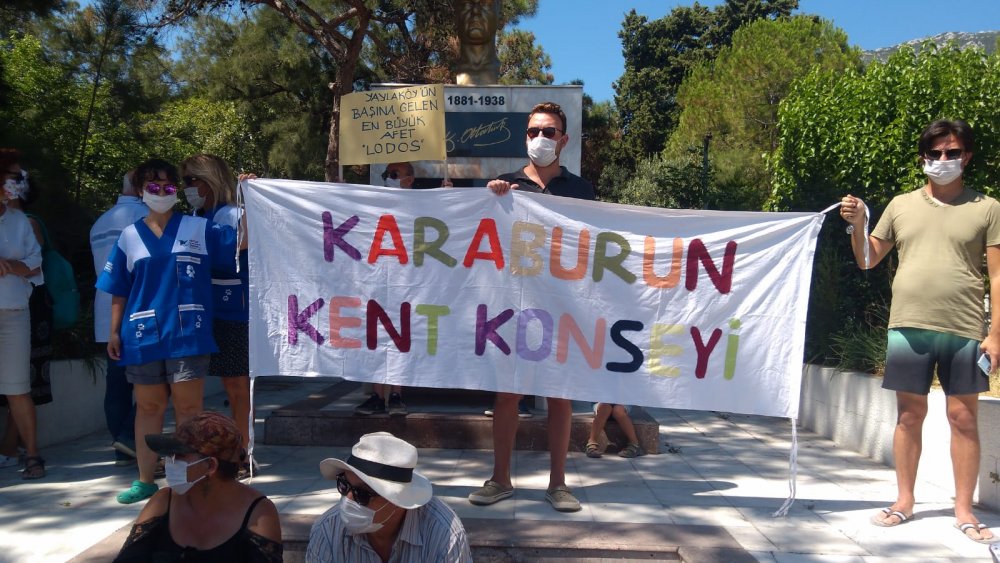 YAYLAKÖY'ÜN
BAŞINA GELEN
EN BÜYÜK
AFET
"LODOS"
1881-1938
K. Atatürk
KARABURUN
KENT KONSEYİ